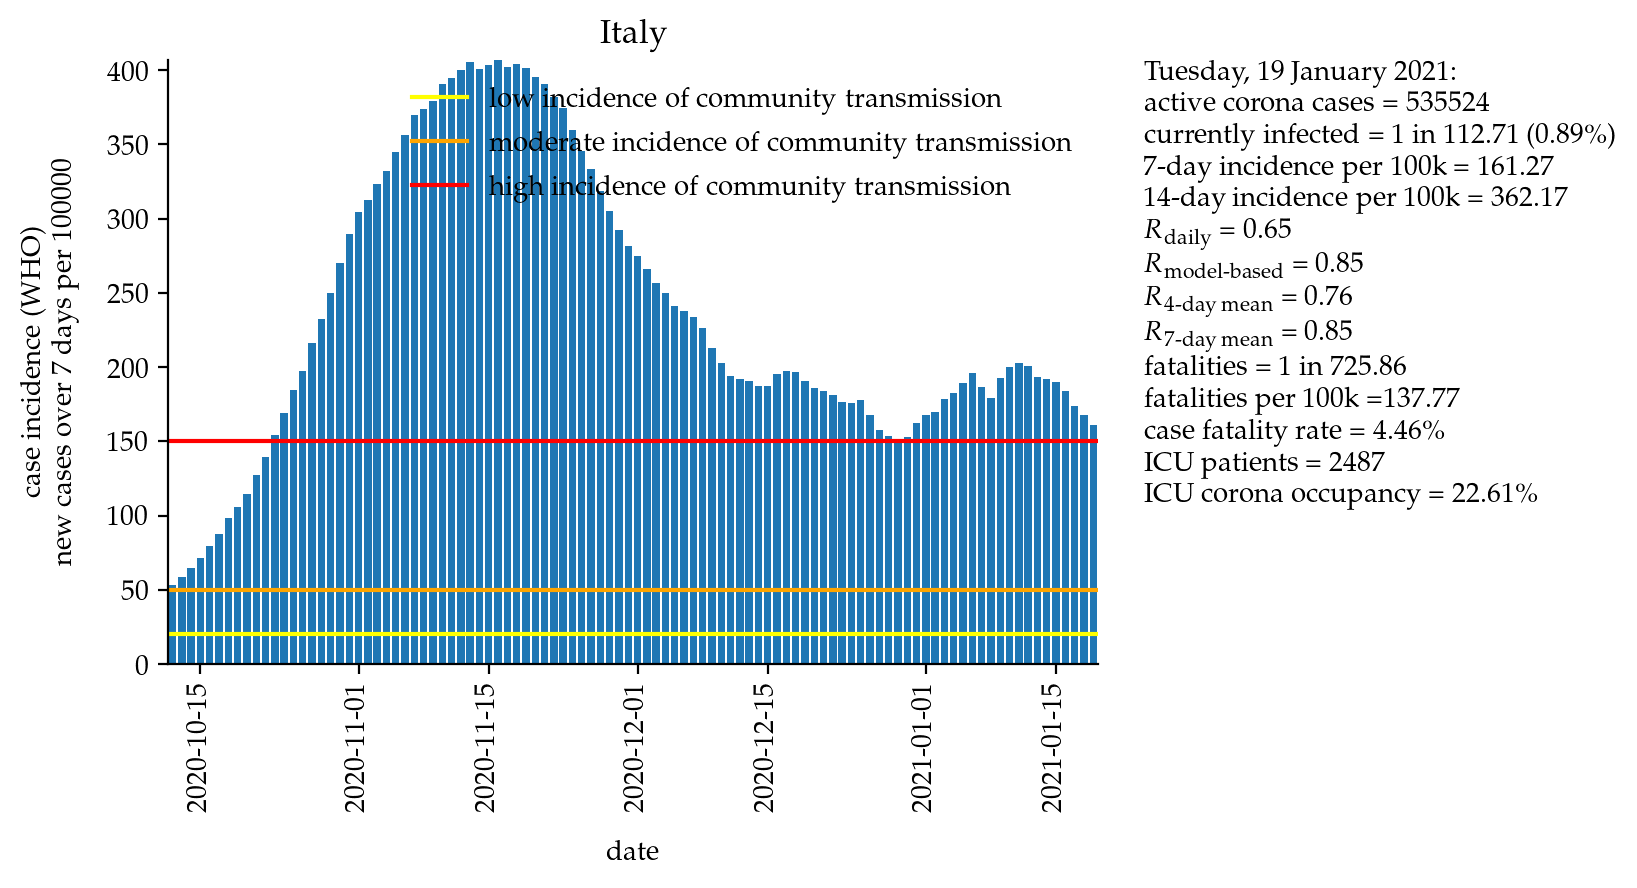 Italy
case incidence (WHO)
new cases over 7 days per 100000
400
350
300
250
200
150
100
50
0
low incidence of community transmission
moderate incidence of community transmission
high incidence of community transmission
2020-10-15
2020-11-01
2020-11-15
2020-12-01
2020-12-15
2021-01-01
2021-01-15
date
Tuesday, 19 January 2021:
active corona cases = 535524
currently infected = 1 in 112.71 (0.89%)
7-day incidence per 100k = 161.27
14-day incidence per 100k = 362.17
R daily = 0.65
R model-based = 0.85
R 4-day mean = 0.76
R 7-day mean = 0.85
fatalities = 1 in 725.86
fatalities per 100k =137.77
case fatality rate = 4.46%
ICU patients = 2487
ICU corona occupancy = 22.61%